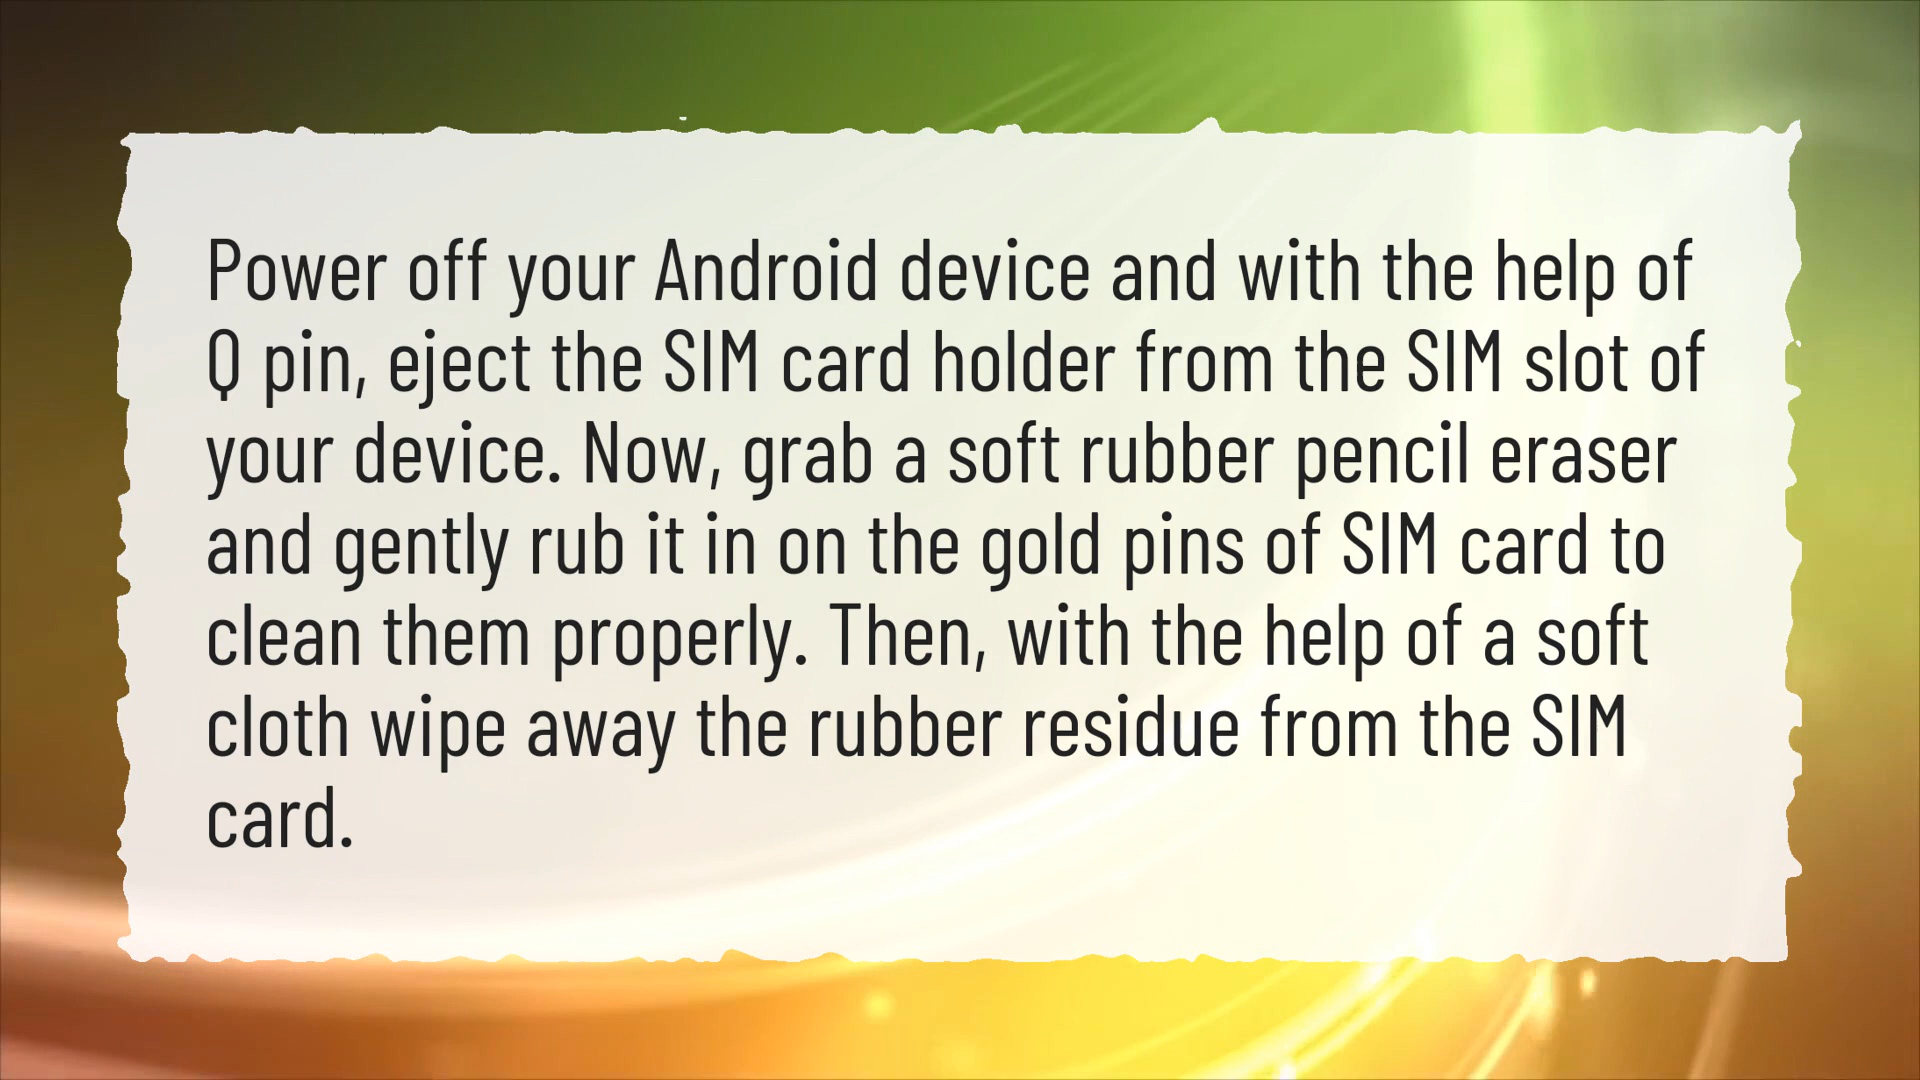 Power off your Android device and with the help of
Q pin, eject the SIM card holder from the SIM slot of
your device. Now, grab a soft rubber pencil eraser
and gently rub it in on the gold pins of SIM card to
clean them properly. Then, with the help of a soft
cloth wipe away the rubber residue from the SIM
card.